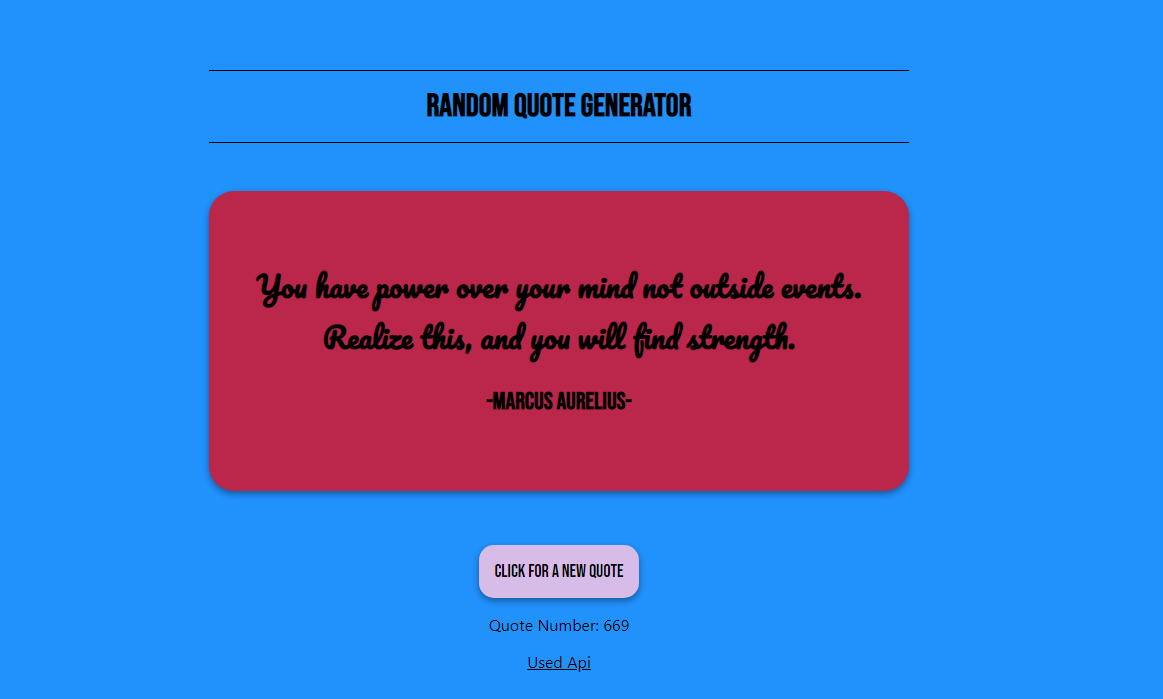 RANDOM QUOTE GENERATOR
You have power over your mind not outside events.
Realize this, and you will find strength.
-MARCUS AURELIUS-
CLICK FOR A NEW QUOTE
Quote Number: 669
Used Api